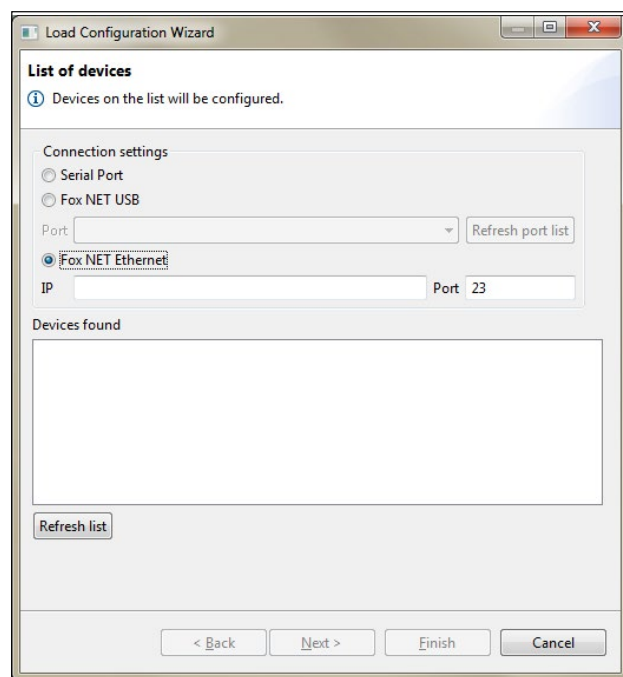 Load Configuration Wizard
List of devices
Devices on the list will be configured.
Connection settings
Serial Port
Fox NET USB
Port Refresh port list
Fox NET Ethernet
IP Port 23
Devices found
Refresh list
< Back Next > Finish Cancel